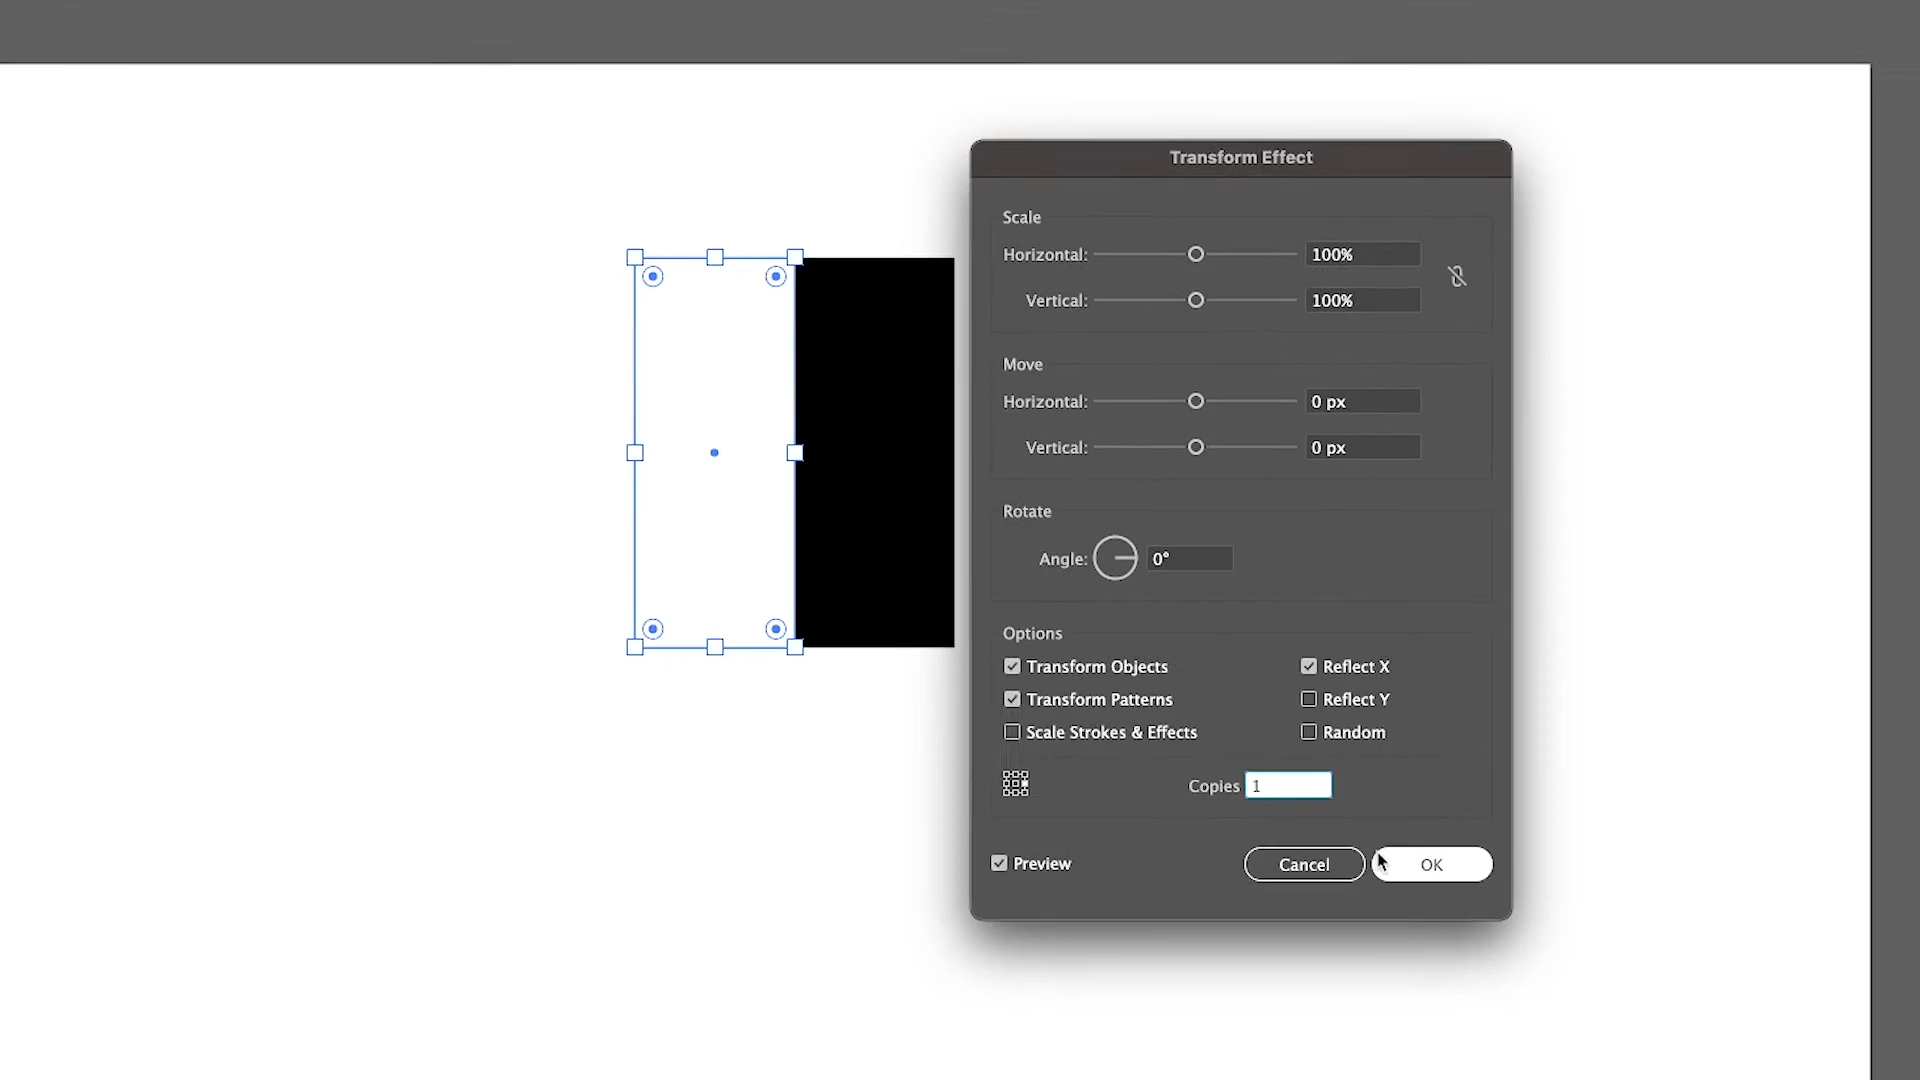 Transform Effect
Scale
Horizontal: 100%
Vertical: 100%
Move
Horizontal: 0 px
Vertical: 0 px
Rotate
Angle: 0°
Options
Transform Objects Reflect X
Transform Patterns Reflect Y
Scale Strokes & Effects Random
Copies 1
Preview Cancel OK